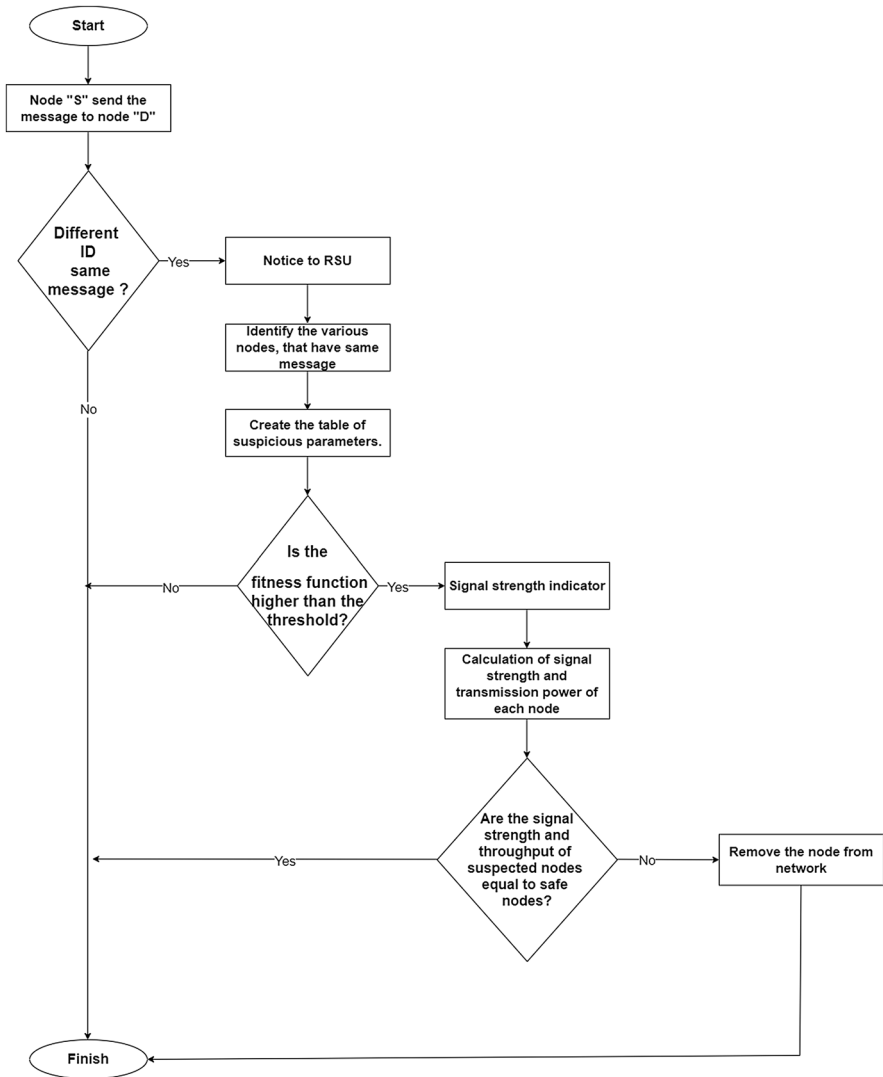 Start
Node "S" send the
message to node "D"
Different
ID
same
message ?
Yes
Notice to RSU
Identify the various
nodes, that have same
message
No
Create the table of
suspicious parameters.
Is the
fitness function
higher than the
threshold?
No
Yes
Signal strength indicator
Calculation of signal
strength and
transmission power of
each node
Are the signal
strength and
throughput of
suspected nodes
equal to safe
nodes?
Yes
No
Remove the node from
network
Finish